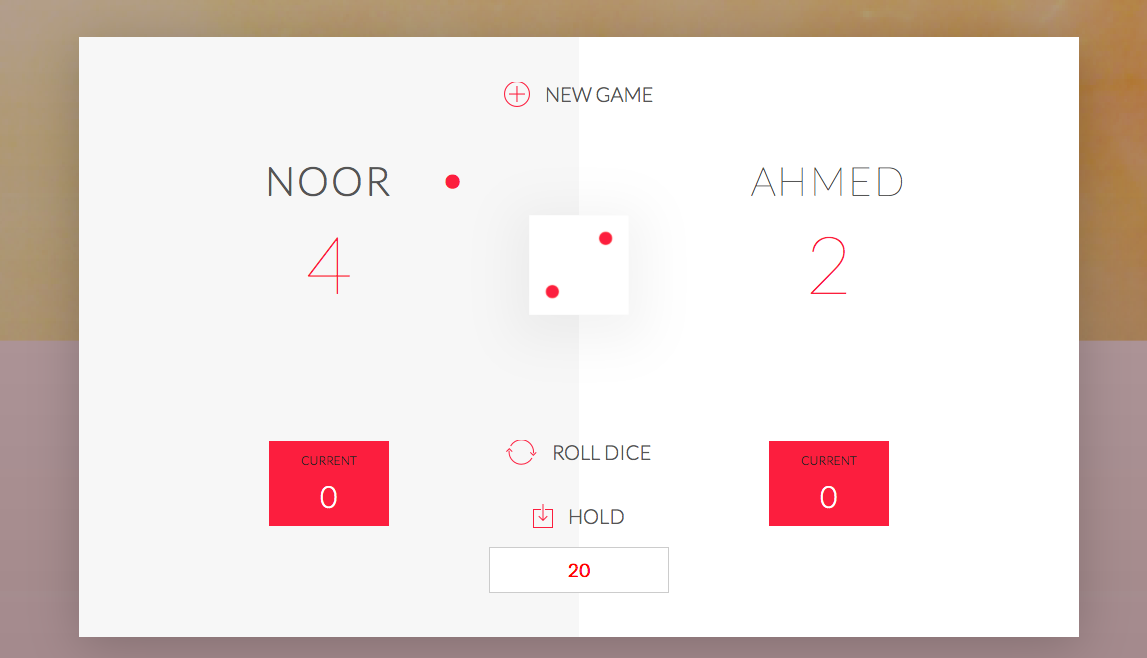 NEW GAME
NOOR
4
AHMED
2
CURRENT
0
ROLL DICE
CURRENT
0
HOLD
20